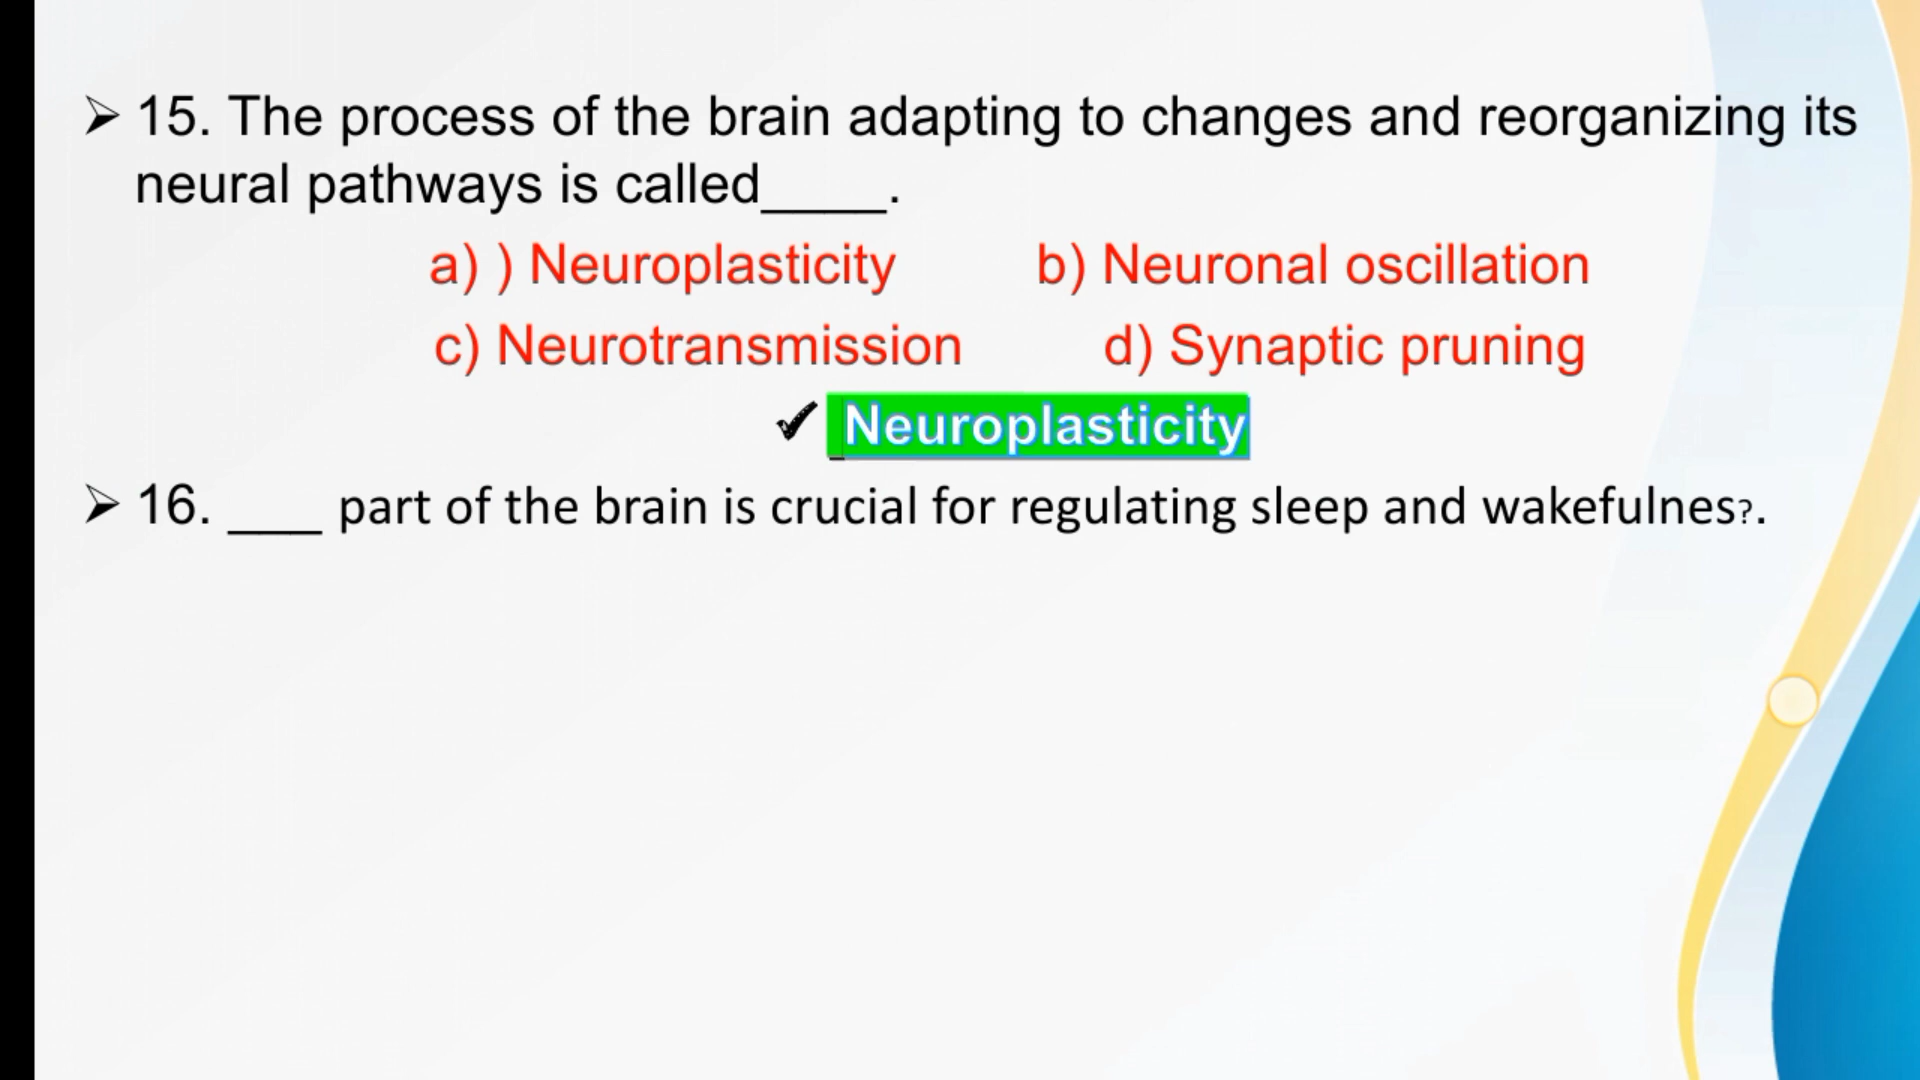 ➢ 15. The process of the brain adapting to changes and reorganizing its
neural pathways is called____.
a) ) Neuroplasticity b) Neuronal oscillation
c) Neurotransmission d) Synaptic pruning
✔ Neuroplasticity
➢ 16. ___ part of the brain is crucial for regulating sleep and wakefulnes?.